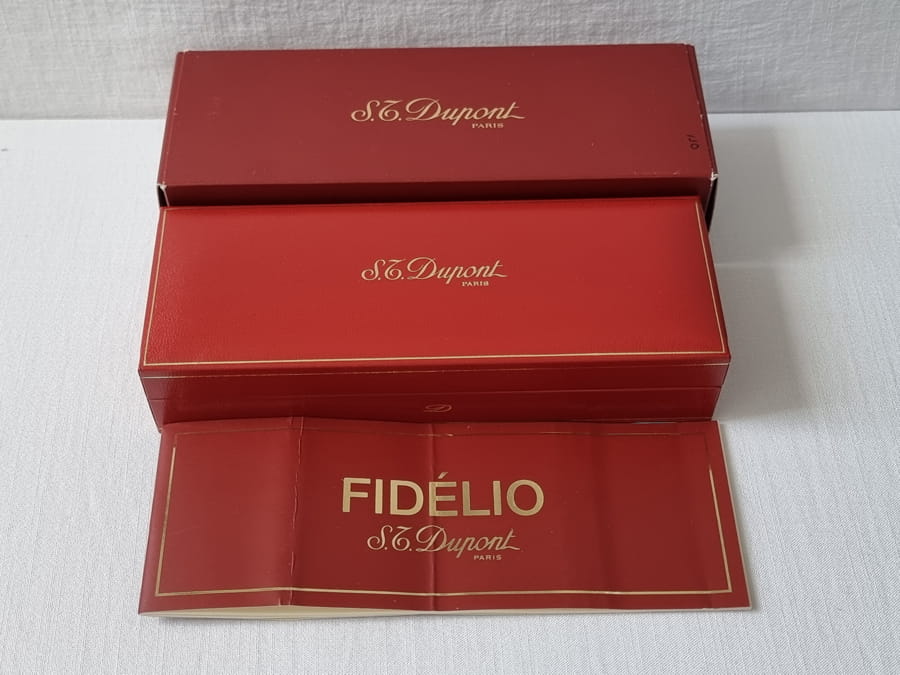 S.T. Dupont
PARIS
S.T. Dupont
PARIS
D
FIDÉLIO
S.T. Dupont
PARIS